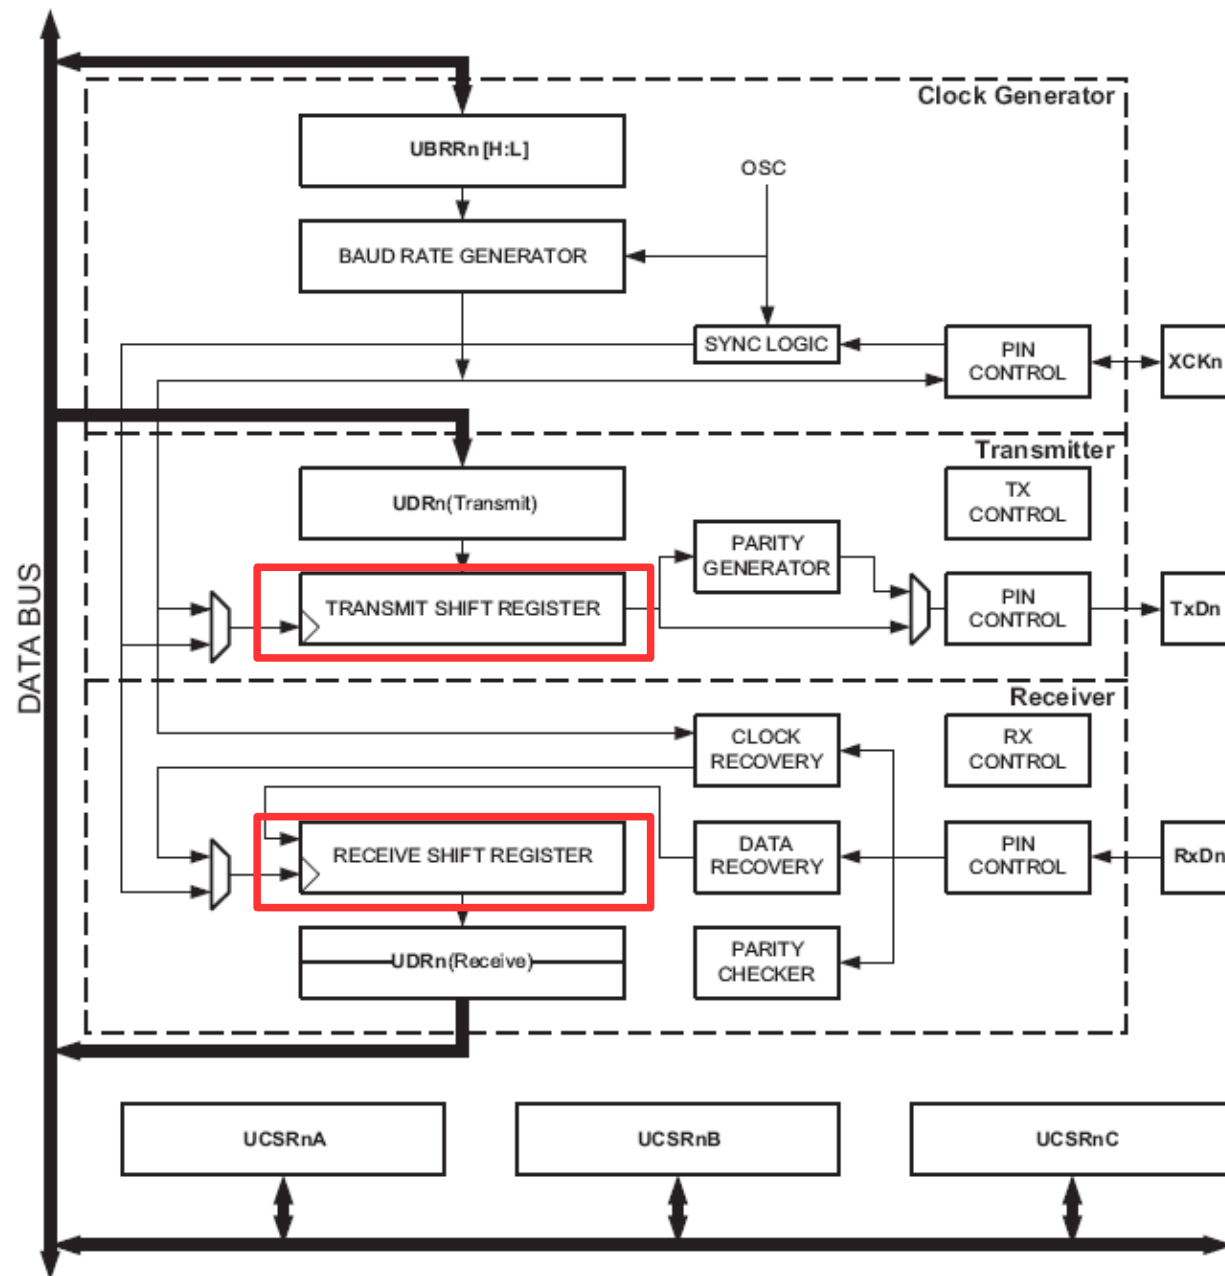 Clock Generator
UBRRn [H:L]
OSC
BAUD RATE GENERATOR
SYNC LOGIC
PIN
CONTROL
XCKn
DATA BUS
Transmitter
UDRn(Transmit)
TX
CONTROL
PARITY
GENERATOR
TRANSMIT SHIFT REGISTER
PIN
CONTROL
TxDn
Receiver
CLOCK
RECOVERY
RX
CONTROL
RECEIVE SHIFT REGISTER
DATA
RECOVERY
PIN
CONTROL
RxDn
UDRn(Receive)
PARITY
CHECKER
UCSRnA
UCSRnB
UCSRnC